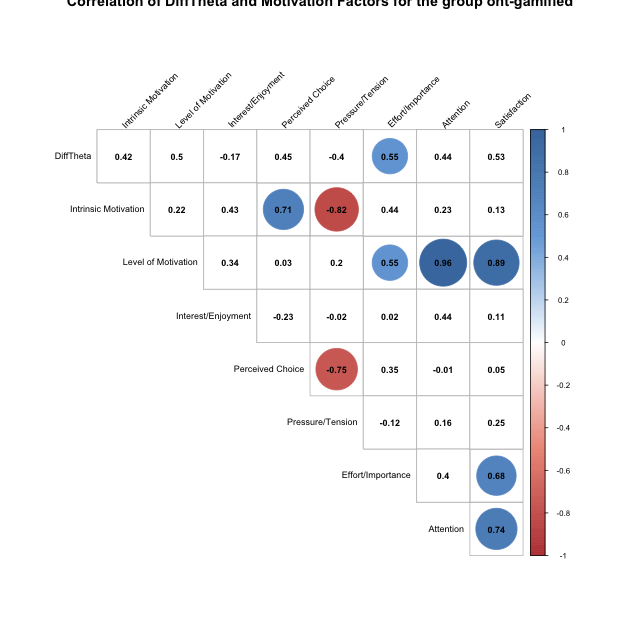 Correlation of DiffTheta and Motivation Factors for the group ont-gamified
Intrinsic Motivation
Level of Motivation
Interest/Enjoyment
Perceived Choice
Pressure/Tension
Effort/Importance
Attention
Satisfaction
DiffTheta 0.42 0.5 -0.17 0.45 -0.4 0.55 0.44 0.53
Intrinsic Motivation 0.22 0.43 0.71 -0.82 0.44 0.23 0.13
Level of Motivation 0.34 0.03 0.2 0.55 0.96 0.89
Interest/Enjoyment -0.23 -0.02 0.02 0.44 0.11
Perceived Choice -0.75 0.35 -0.01 0.05
Pressure/Tension -0.12 0.16 0.25
Effort/Importance 0.4 0.68
Attention 0.74
1
0.8
0.6
0.4
0.2
0
-0.2
-0.4
-0.6
-0.8
-1